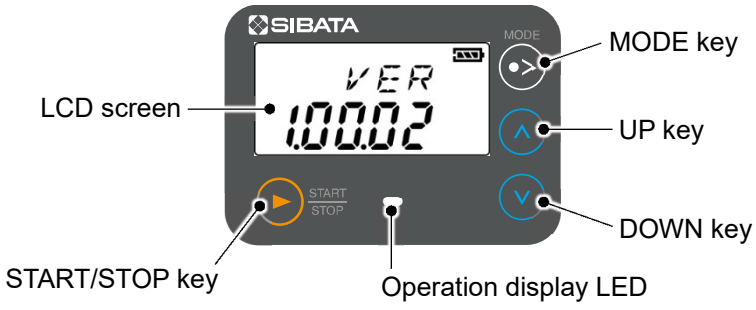 SIBATA
MODE
MODE key
VER
LCD screen
1.00.02
UP key
START
STOP
DOWN key
START/STOP key
Operation display LED